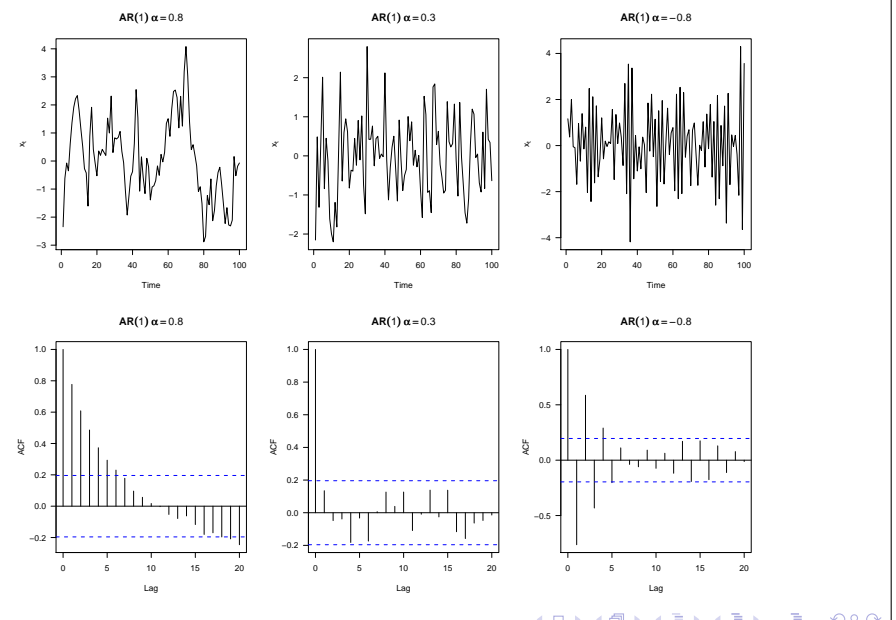 AR(1) α = 0.8
AR(1) α = 0.3
AR(1) α = −0.8
4
3
2
1
0
−1
−2
−3
xt
0 20 40 60 80 100
Time
2
1
0
−1
−2
xt
0 20 40 60 80 100
Time
4
2
0
−2
−4
xt
0 20 40 60 80 100
Time
AR(1) α = 0.8
AR(1) α = 0.3
AR(1) α = −0.8
1.0
0.8
0.6
0.4
0.2
0.0
−0.2
ACF
0 5 10 15 20
Lag
1.0
0.8
0.6
0.4
0.2
0.0
−0.2
ACF
0 5 10 15 20
Lag
1.0
0.5
0.0
−0.5
ACF
0 5 10 15 20
Lag